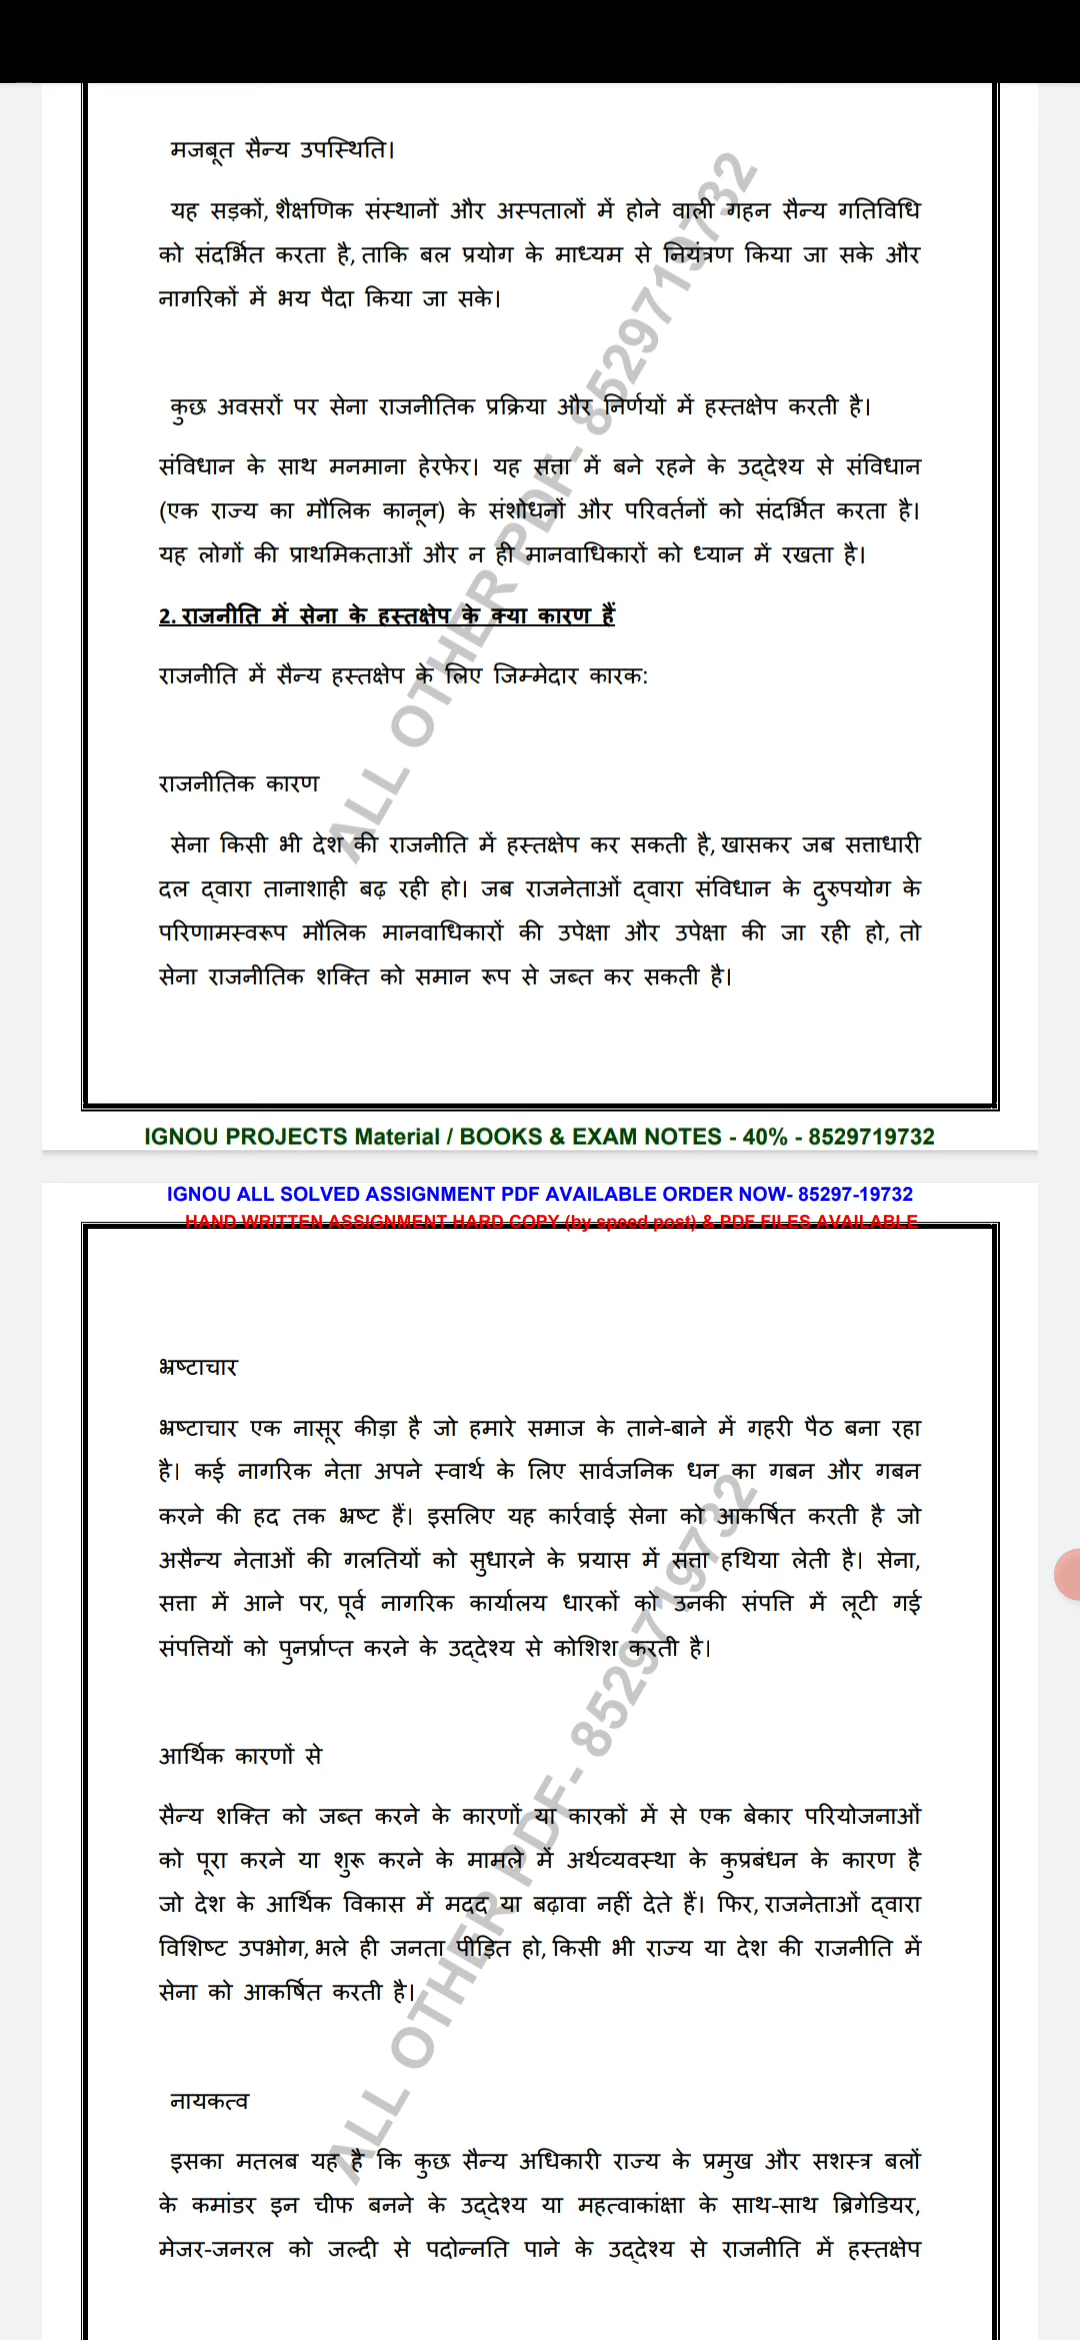 मजबूत सैन्य उपस्थिति।
यह सड़कों, शैक्षणिक संस्थानों और अस्पतालों में होने वाली गहन सैन्य गतिविधि
को संदर्भित करता है, ताकि बल प्रयोग के माध्यम से नियंत्रण किया जा सके और
नागरिकों में भय पैदा किया जा सके।
कुछ अवसरों पर सेना राजनीतिक प्रक्रिया और निर्णयों में हस्तक्षेप करती है।
संविधान के साथ मनमाना हेरफेर। यह सत्ता में बने रहने के उद्देश्य से संविधान
(एक राज्य का मौलिक कानून) के संशोधनों और परिवर्तनों को संदर्भित करता है।
यह लोगों की प्राथमिकताओं और न ही मानवाधिकारों को ध्यान में रखता है।
2. राजनीति में सेना के हस्तक्षेप के क्या कारण हैं
राजनीति में सैन्य हस्तक्षेप के लिए जिम्मेदार कारक:
राजनीतिक कारण
सेना किसी भी देश की राजनीति में हस्तक्षेप कर सकती है, खासकर जब सत्ताधारी
दल द्वारा तानाशाही बढ़ रही हो। जब राजनेताओं द्वारा संविधान के दुरुपयोग के
परिणामस्वरूप मौलिक मानवाधिकारों की उपेक्षा और उपेक्षा की जा रही हो, तो
सेना राजनीतिक शक्ति को समान रूप से जब्त कर सकती है।
ALL OTHER PDF- 8529719732
IGNOU PROJECTS Material / BOOKS & EXAM NOTES - 40% - 8529719732
IGNOU ALL SOLVED ASSIGNMENT PDF AVAILABLE ORDER NOW- 85297-19732
HAND WRITTEN ASSIGNMENT HARD COPY (by speed post) & PDF FILES AVAILABLE
भ्रष्टाचार
भ्रष्टाचार एक नासूर कीड़ा है जो हमारे समाज के ताने-बाने में गहरी पैठ बना रहा
है। कई नागरिक नेता अपने स्वार्थ के लिए सार्वजनिक धन का गबन और गबन
करने की हद तक भ्रष्ट हैं। इसलिए यह कार्रवाई सेना को आकर्षित करती है जो
असैन्य नेताओं की गलतियों को सुधारने के प्रयास में सत्ता हथिया लेती है। सेना,
सत्ता में आने पर, पूर्व नागरिक कार्यालय धारकों को उनकी संपत्ति में लूटी गई
संपत्तियों को पुनर्प्राप्त करने के उद्देश्य से कोशिश करती है।
आर्थिक कारणों से
सैन्य शक्ति को जब्त करने के कारणों या कारकों में से एक बेकार परियोजनाओं
को पूरा करने या शुरू करने के मामले में अर्थव्यवस्था के कुप्रबंधन के कारण है
जो देश के आर्थिक विकास में मदद या बढ़ावा नहीं देते हैं। फिर, राजनेताओं द्वारा
विशिष्ट उपभोग, भले ही जनता पीड़ित हो, किसी भी राज्य या देश की राजनीति में
सेना को आकर्षित करती है।
नायकत्व
इसका मतलब यह है कि कुछ सैन्य अधिकारी राज्य के प्रमुख और सशस्त्र बलों
के कमांडर इन चीफ बनने के उद्देश्य या महत्वाकांक्षा के साथ-साथ ब्रिगेडियर,
मेजर-जनरल को जल्दी से पदोन्नति पाने के उद्देश्य से राजनीति में हस्तक्षेप
ALL OTHER PDF- 8529719732